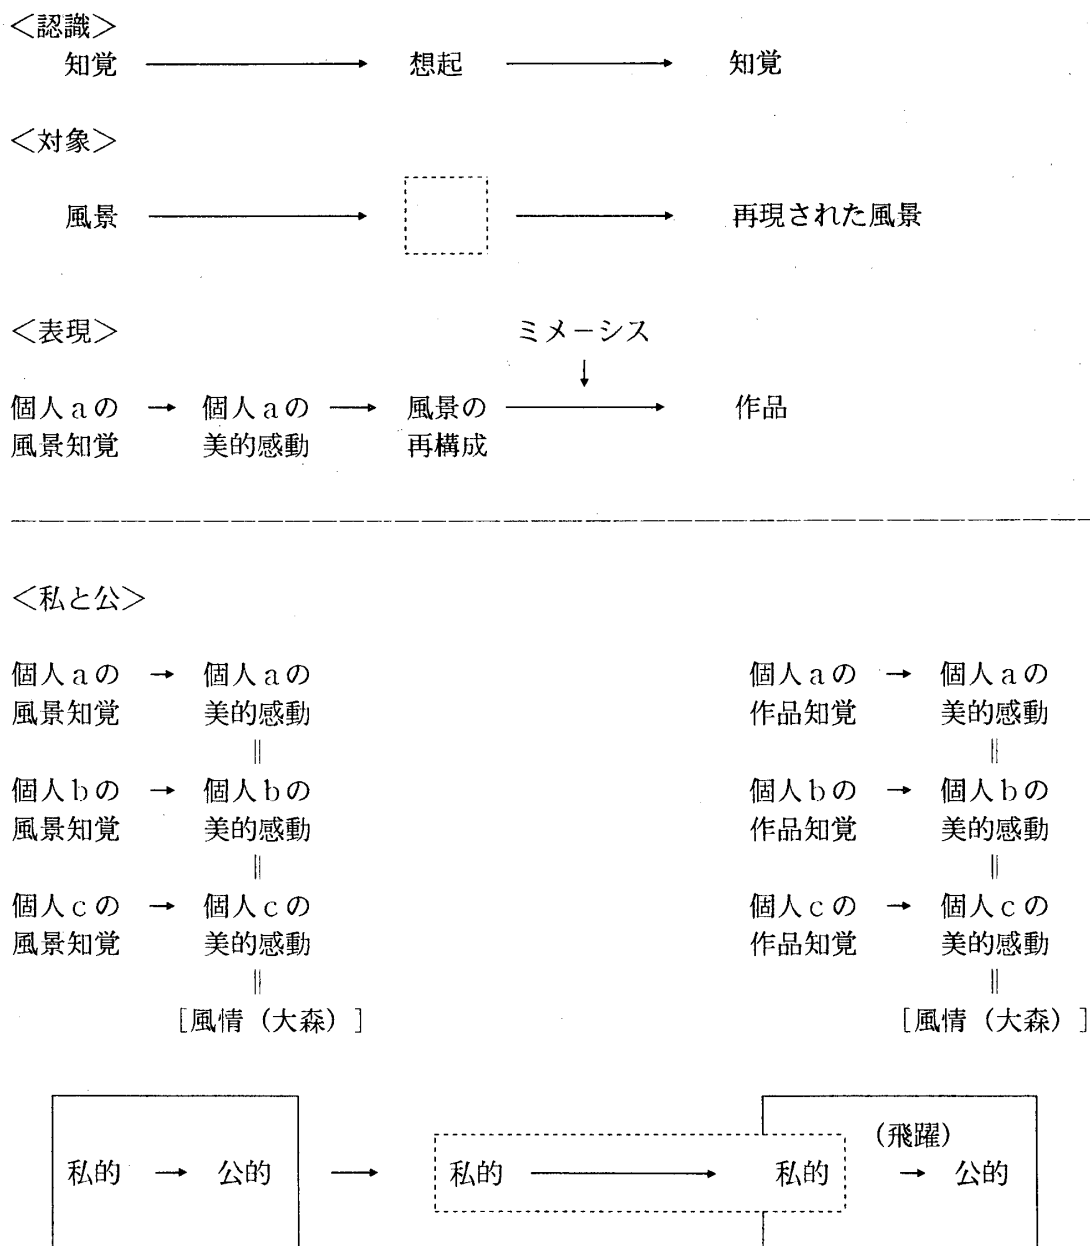 <認識>
知覚 → 想起 → 知覚
<対象>
風景 → → 再現された風景
<表現>
ミメーシス
↓
個人aの → 個人aの → 風景の → 作品
風景知覚 美的感動 再構成
<私と公>
個人aの → 個人aの 個人aの → 個人aの
風景知覚 美的感動 作品知覚 美的感動
∥ ∥
個人bの → 個人bの 個人bの → 個人bの
風景知覚 美的感動 作品知覚 美的感動
∥ ∥
個人cの → 個人cの 個人cの → 個人cの
風景知覚 美的感動 作品知覚 美的感動
∥ ∥
[風情(大森)] [風情(大森)]
(飛躍)
私的 → 公的 → 私的 → 私的 → 公的